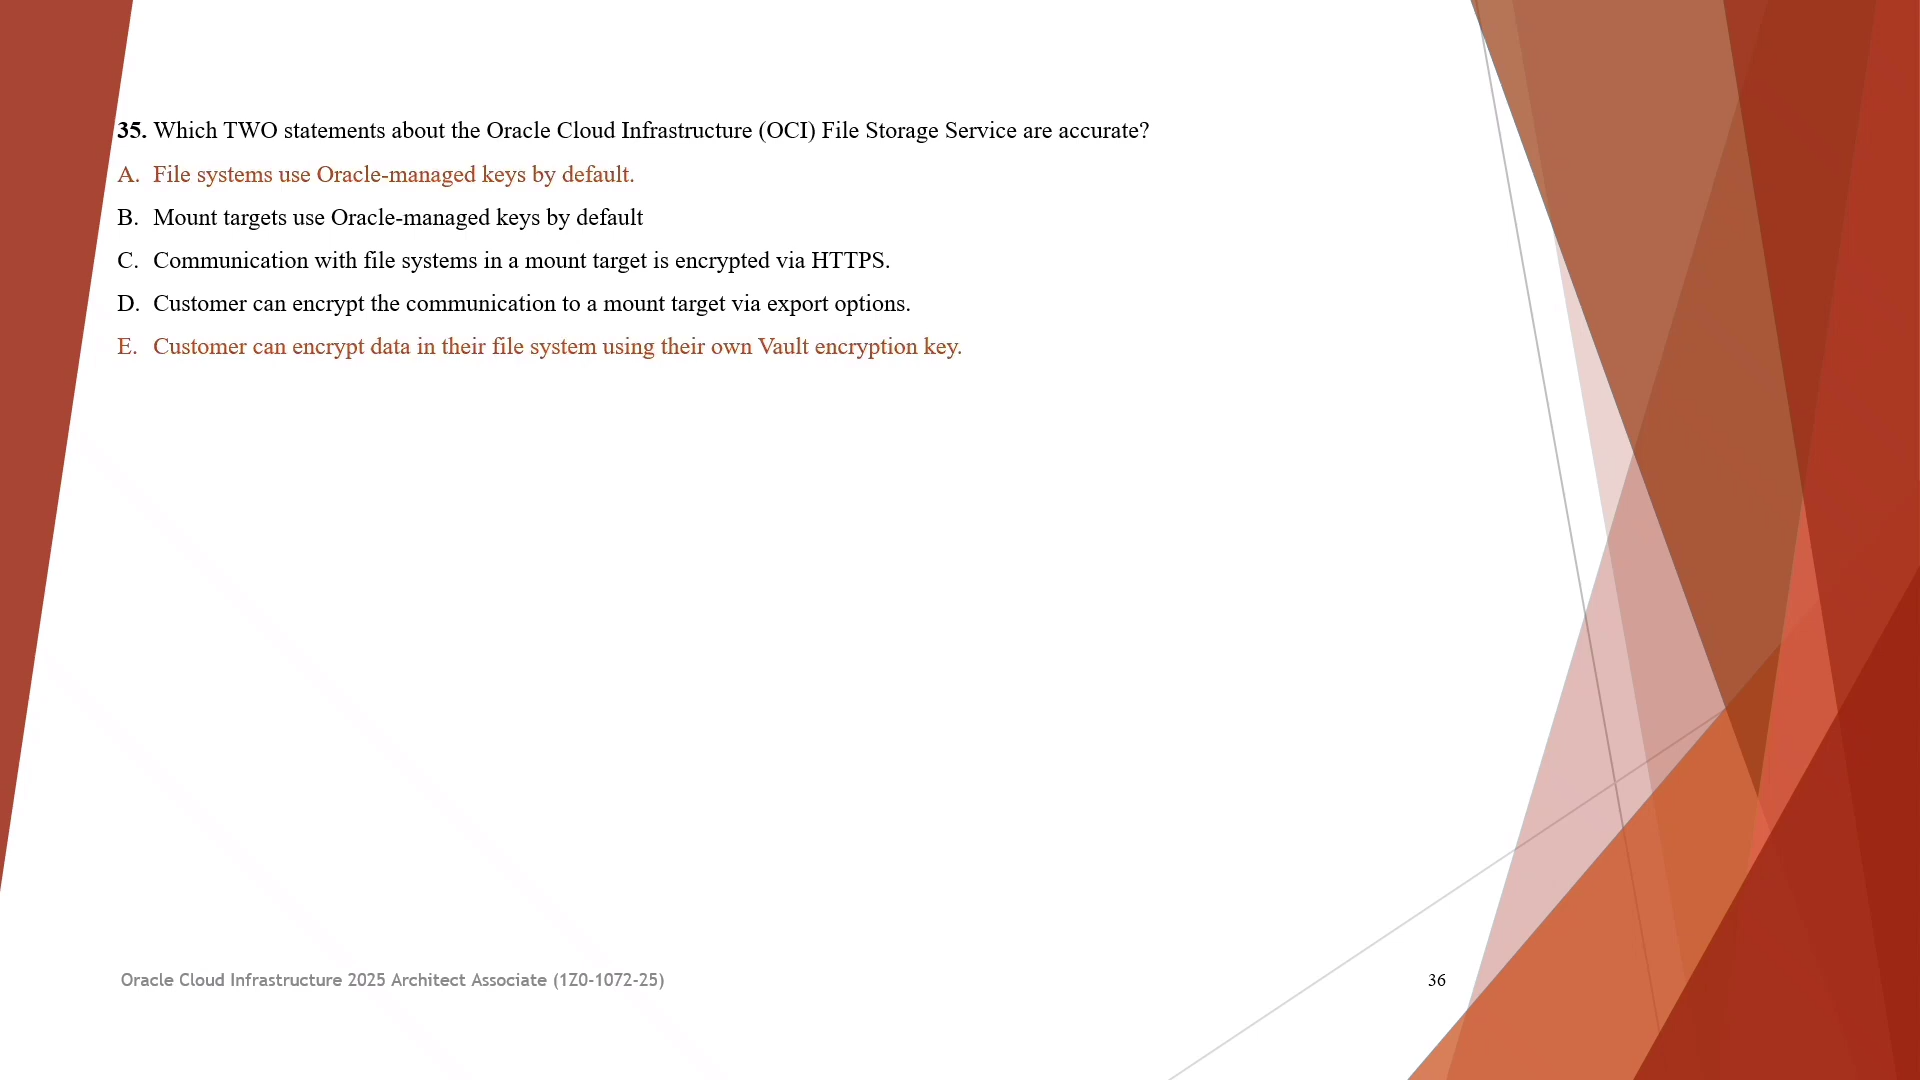 35. Which TWO statements about the Oracle Cloud Infrastructure (OCI) File Storage Service are accurate?
A. File systems use Oracle-managed keys by default.
B. Mount targets use Oracle-managed keys by default
C. Communication with file systems in a mount target is encrypted via HTTPS.
D. Customer can encrypt the communication to a mount target via export options.
E. Customer can encrypt data in their file system using their own Vault encryption key.
Oracle Cloud Infrastructure 2025 Architect Associate (1Z0-1072-25)
36